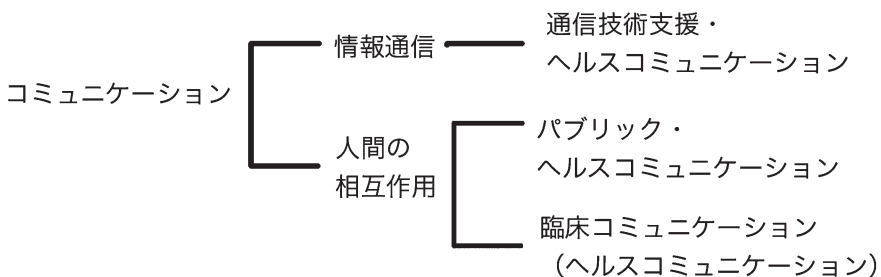 コミュニケーション
情報通信
通信技術支援・
ヘルスコミュニケーション
人間の
相互作用
パブリック・
ヘルスコミュニケーション
臨床コミュニケーション
（ヘルスコミュニケーション）